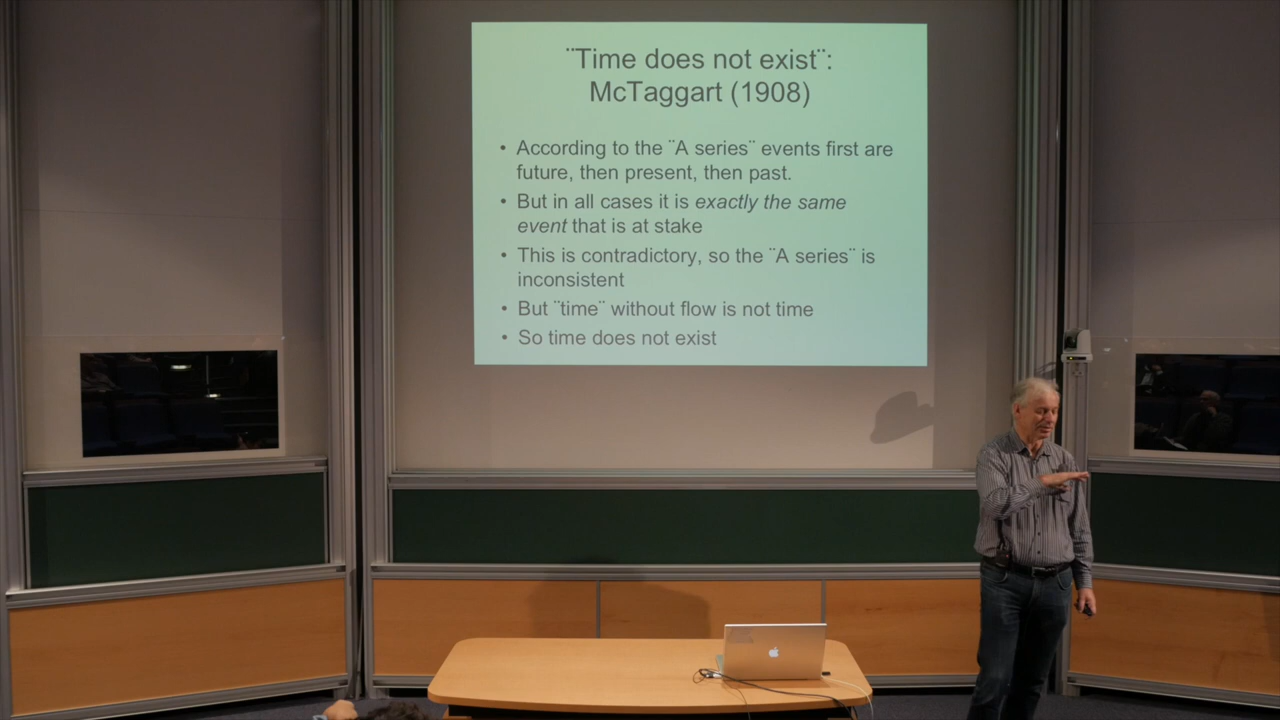 ¨Time does not exist¨:
McTaggart (1908)
• According to the ¨A series¨ events first are
future, then present, then past.
• But in all cases it is exactly the same
event that is at stake
• This is contradictory, so the ¨A series¨ is
inconsistent
• But ¨time¨ without flow is not time
• So time does not exist